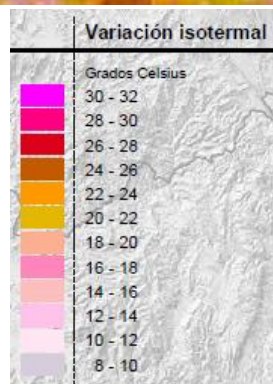 Variación isotermal
Grados Celsius
30 - 32
28 - 30
26 - 28
24 - 26
22 - 24
20 - 22
18 - 20
16 - 18
14 - 16
12 - 14
10 - 12
8 - 10